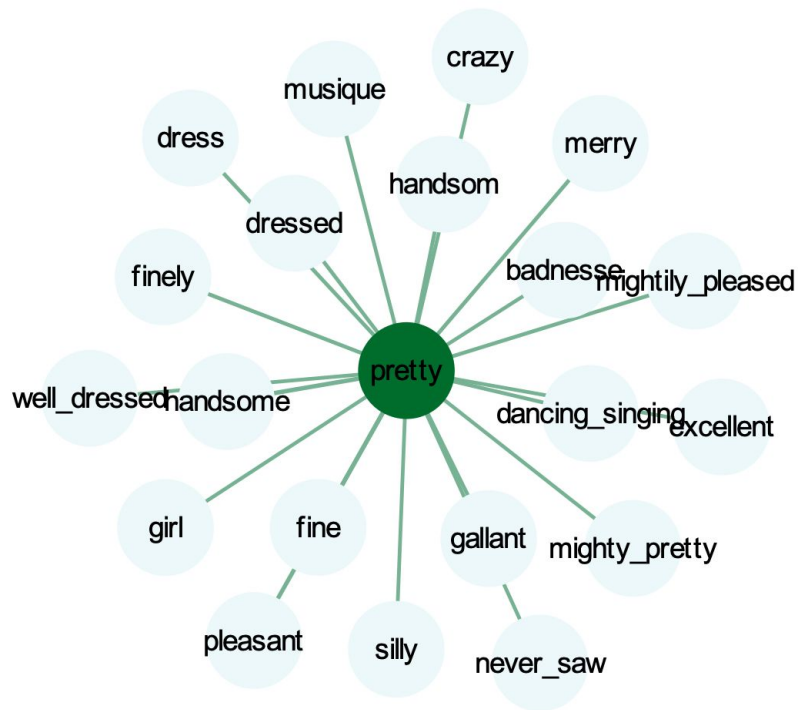 crazy
musique
dress
merry
handsom
dressed
badnesse
finely
mightily_pleased
pretty
well_dressed
handsome
dancing_singing
excellent
girl
fine
gallant
mighty_pretty
pleasant
silly
never_saw